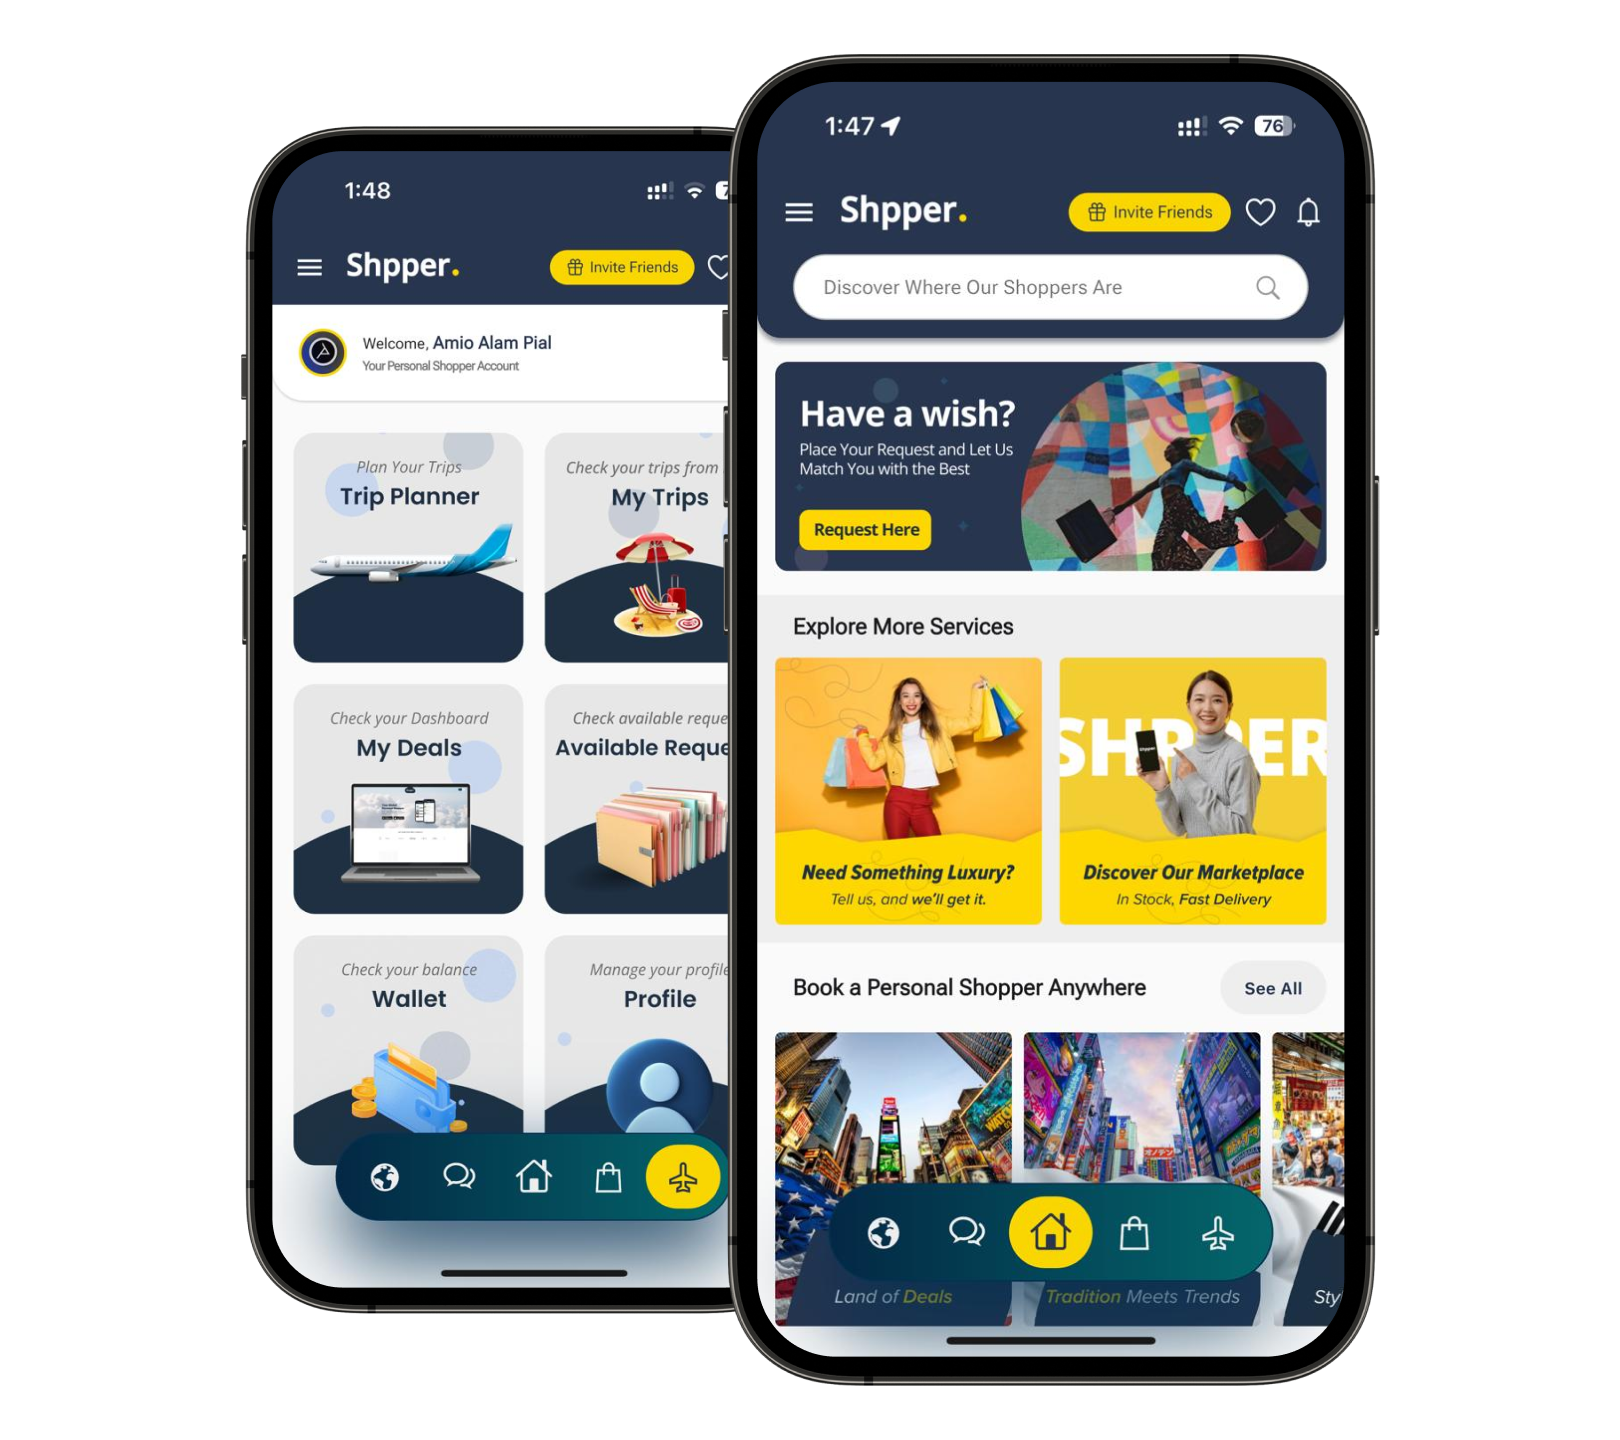 1:48
Shpper.
Invite Friends
Welcome, Amio Alam Pial
Your Personal Shopper Account
Plan Your Trips
Trip Planner
Check your trips from
My Trips
Check your Dashboard
My Deals
Check available reque
Available Reque
Check your balance
Wallet
Manage your profile
Profile
1:47
76
Shpper.
Invite Friends
Discover Where Our Shoppers Are
Have a wish?
Place Your Request and Let Us
Match You with the Best
Request Here
Explore More Services
Need Something Luxury?
Tell us, and we'll get it.
SHPPER
Discover Our Marketplace
In Stock, Fast Delivery
Book a Personal Shopper Anywhere
See All
Land of Deals
Tradition Meets Trends
Sty